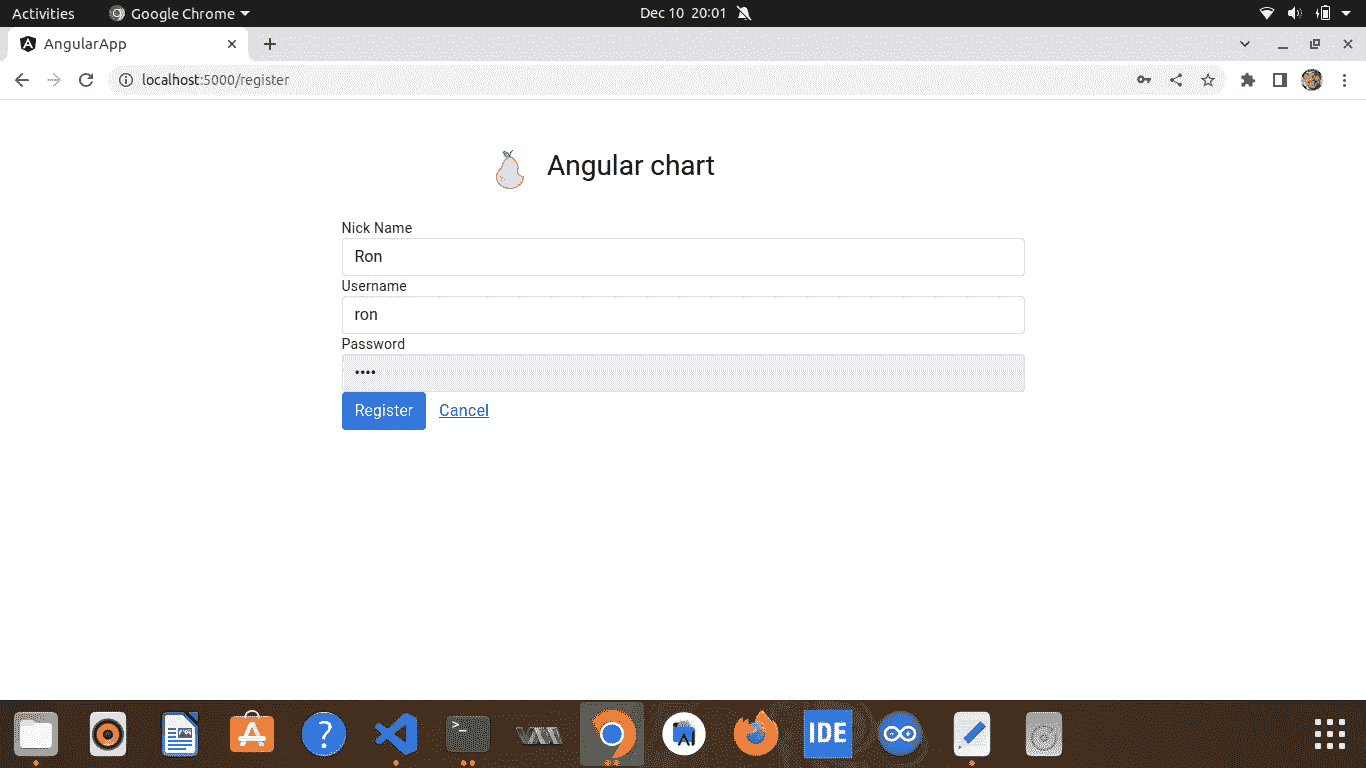 Activities Google Chrome Dec 10 20:01
AngularApp
localhost:5000/register
Angular chart
Nick Name
Ron
Username
ron
Password
••••
Register Cancel
>_ IDE